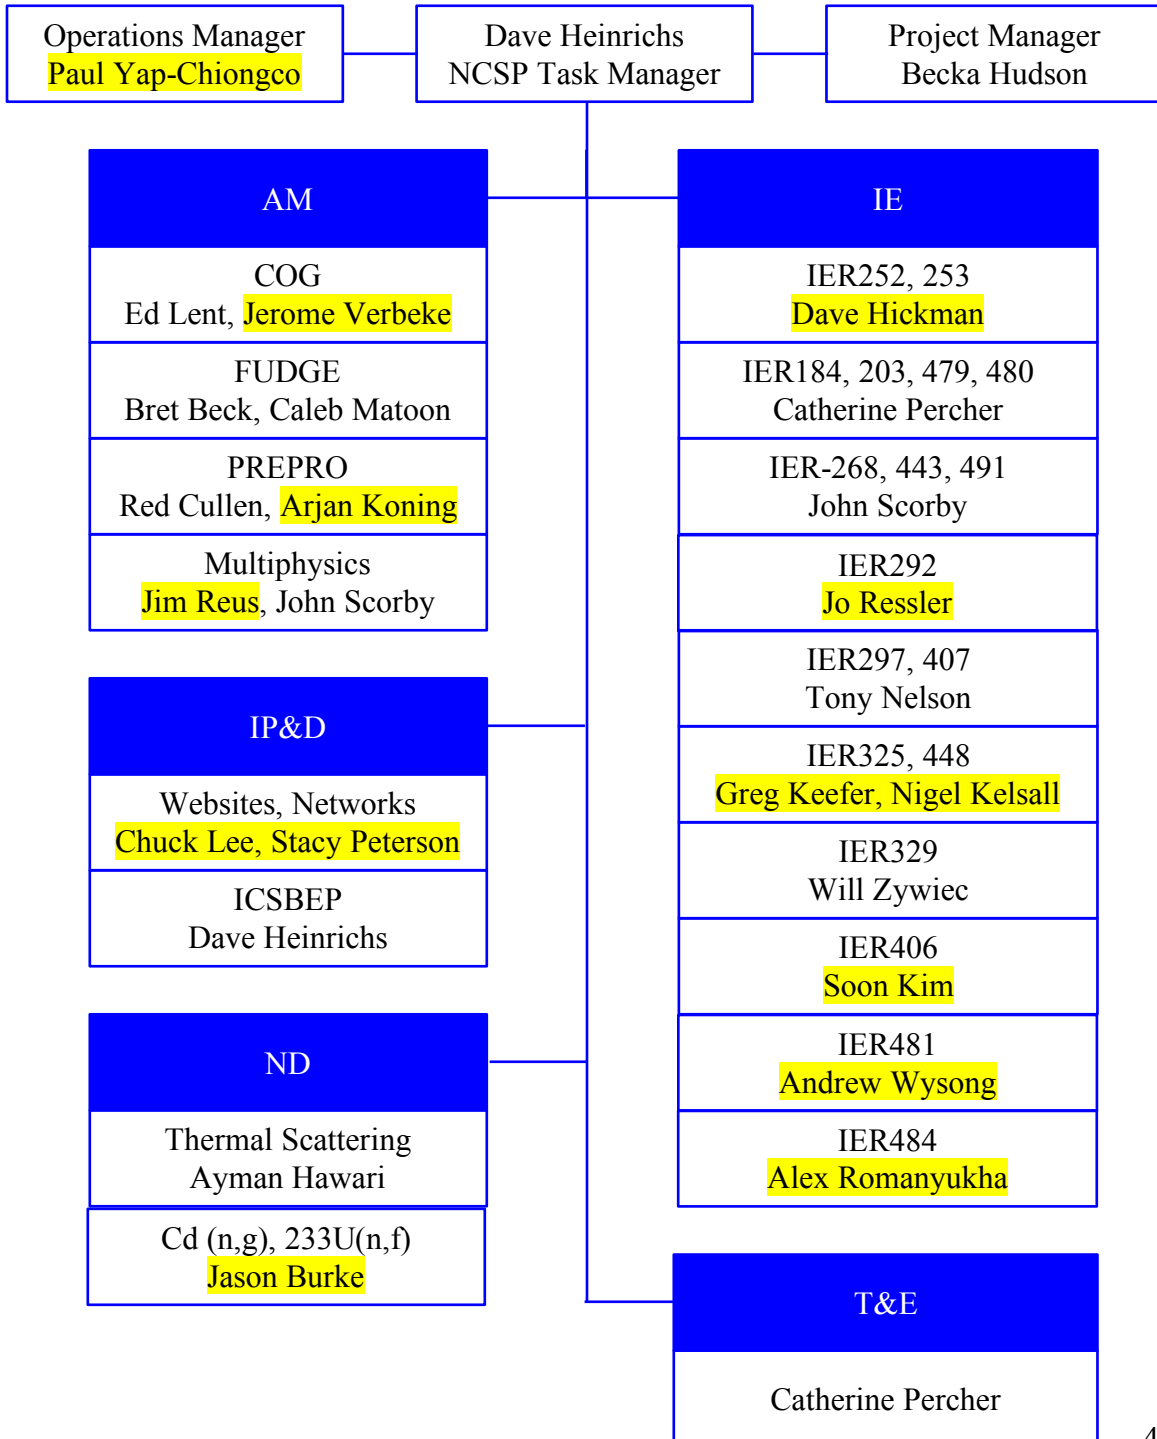 Operations Manager
Paul Yap-Chiongco
Dave Heinrichs
NCSP Task Manager
Project Manager
Becka Hudson
AM
COG
Ed Lent, Jerome Verbeke
FUDGE
Bret Beck, Caleb Matoon
PREPRO
Red Cullen, Arjan Koning
Multiphysics
Jim Reus, John Scorby
IP&D
Websites, Networks
Chuck Lee, Stacy Peterson
ICSBEP
Dave Heinrichs
ND
Thermal Scattering
Ayman Hawari
Cd (n,g), 233U(n,f)
Jason Burke
IE
IER252, 253
Dave Hickman
IER184, 203, 479, 480
Catherine Percher
IER-268, 443, 491
John Scorby
IER292
Jo Ressler
IER297, 407
Tony Nelson
IER325, 448
Greg Keefer, Nigel Kelsall
IER329
Will Zywiec
IER406
Soon Kim
IER481
Andrew Wysong
IER484
Alex Romanyukha
T&E
Catherine Percher
4